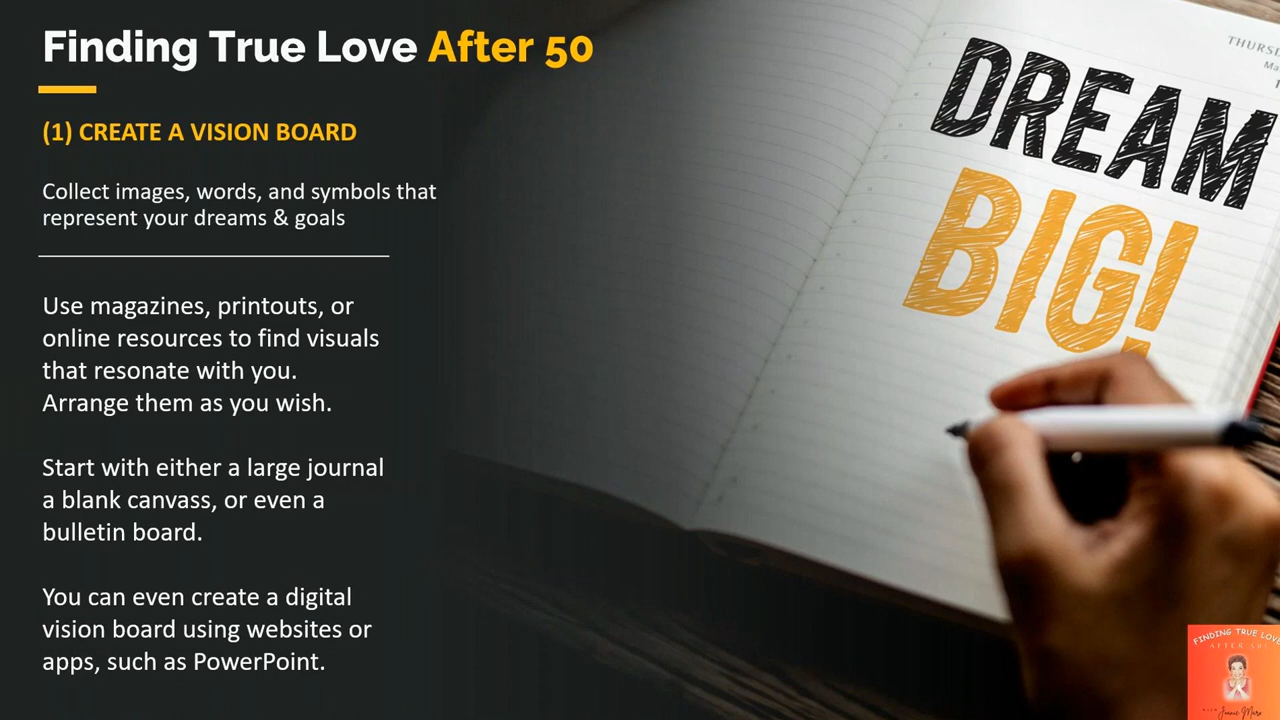 Finding True Love After 50
(1) CREATE A VISION BOARD
Collect images, words, and symbols that
represent your dreams & goals
Use magazines, printouts, or
online resources to find visuals
that resonate with you.
Arrange them as you wish.
Start with either a large journal
a blank canvass, or even a
bulletin board.
You can even create a digital
vision board using websites or
apps, such as PowerPoint.
DREAM
BIG!
FINDING TRUE LOVE
AFTER 50!